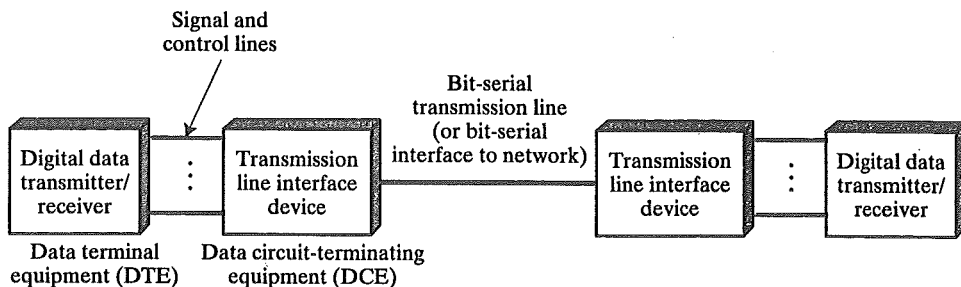 Signal and
control lines
Bit-serial
transmission line
(or bit-serial
interface to network)
Digital data
transmitter/
receiver
Transmission
line interface
device
Transmission
line interface
device
Digital data
transmitter/
receiver
Data terminal
equipment (DTE)
Data circuit-terminating
equipment (DCE)